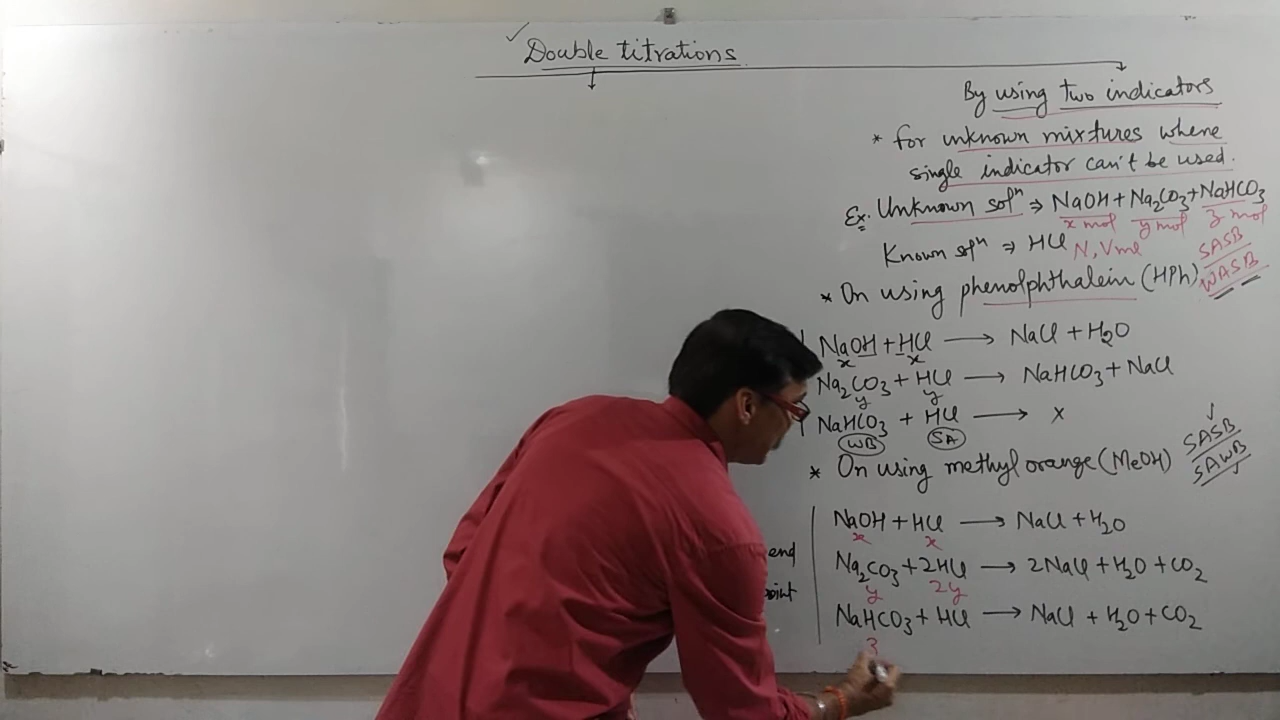 ✓ Double titrations
By using two indicators
* for unknown mixtures where
single indicator can't be used.
Ex. Unknown solⁿ ⇒ NaOH + Na₂CO₃ + NaHCO₃
x mol y mol z mol
Known solⁿ ⇒ HCl N, V ml
SASB
WASB
* On using phenolphthalein (HPh)
NaOH + HCl ⟶ NaCl + H₂O
x x
Na₂CO₃ + HCl ⟶ NaHCO₃ + NaCl
y y
NaHCO₃ + HCl ⟶ x
WB SA
* On using methyl orange (MeOH)
SASB
SAWB
NaOH + HCl ⟶ NaCl + H₂O
x x
end
Na₂CO₃ + 2HCl ⟶ 2NaCl + H₂O + CO₂
y 2y
NaHCO₃ + HCl ⟶ NaCl + H₂O + CO₂
z